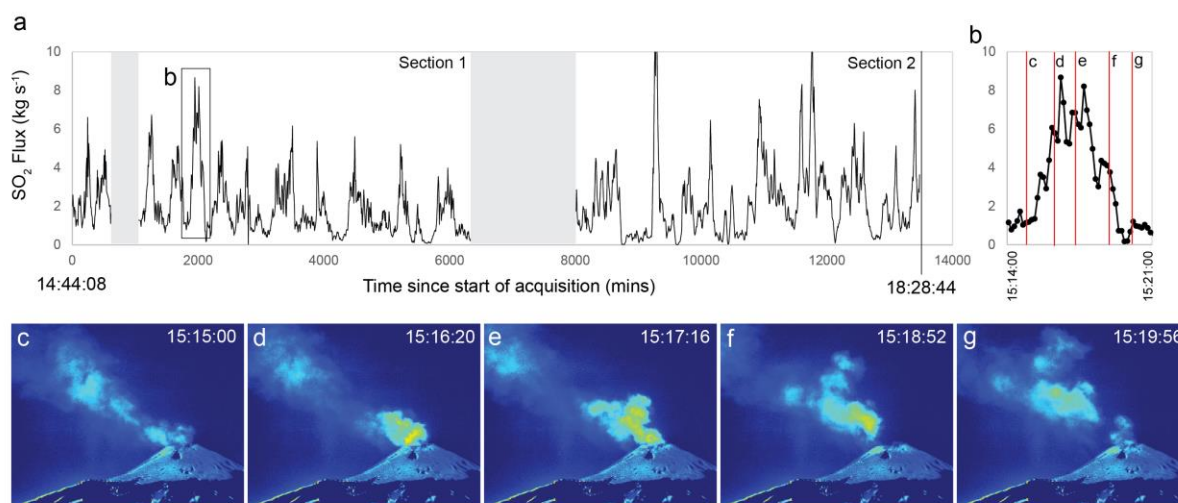 a
b
10
8
6
4
2
0
SO₂ Flux (kg s⁻¹)
b
Section 1
Section 2
0
2000
4000
6000
8000
10000
12000
14000
14:44:08
Time since start of acquisition (mins)
18:28:44
10
8
6
4
2
0
c
d
e
f
g
15:14:00
15:21:00
c
15:15:00
d
15:16:20
e
15:17:16
f
15:18:52
g
15:19:56